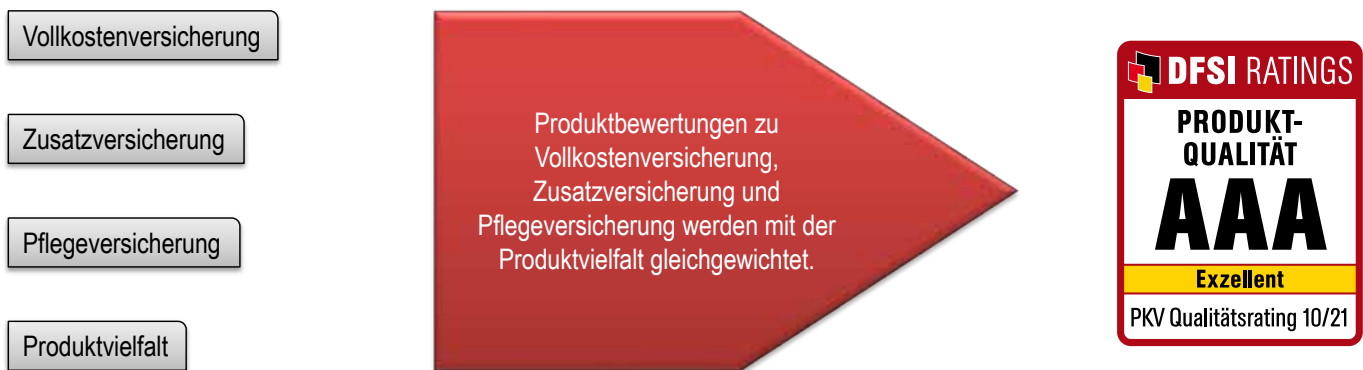 Vollkostenversicherung
Zusatzversicherung
Pflegeversicherung
Produktvielfalt
Produktbewertungen zu
Vollkostenversicherung,
Zusatzversicherung und
Pflegeversicherung werden mit der
Produktvielfalt gleichgewichtet.
DFSI RATINGS
PRODUKT-
QUALITÄT
AAA
Exzellent
PKV Qualitätsrating 10/21